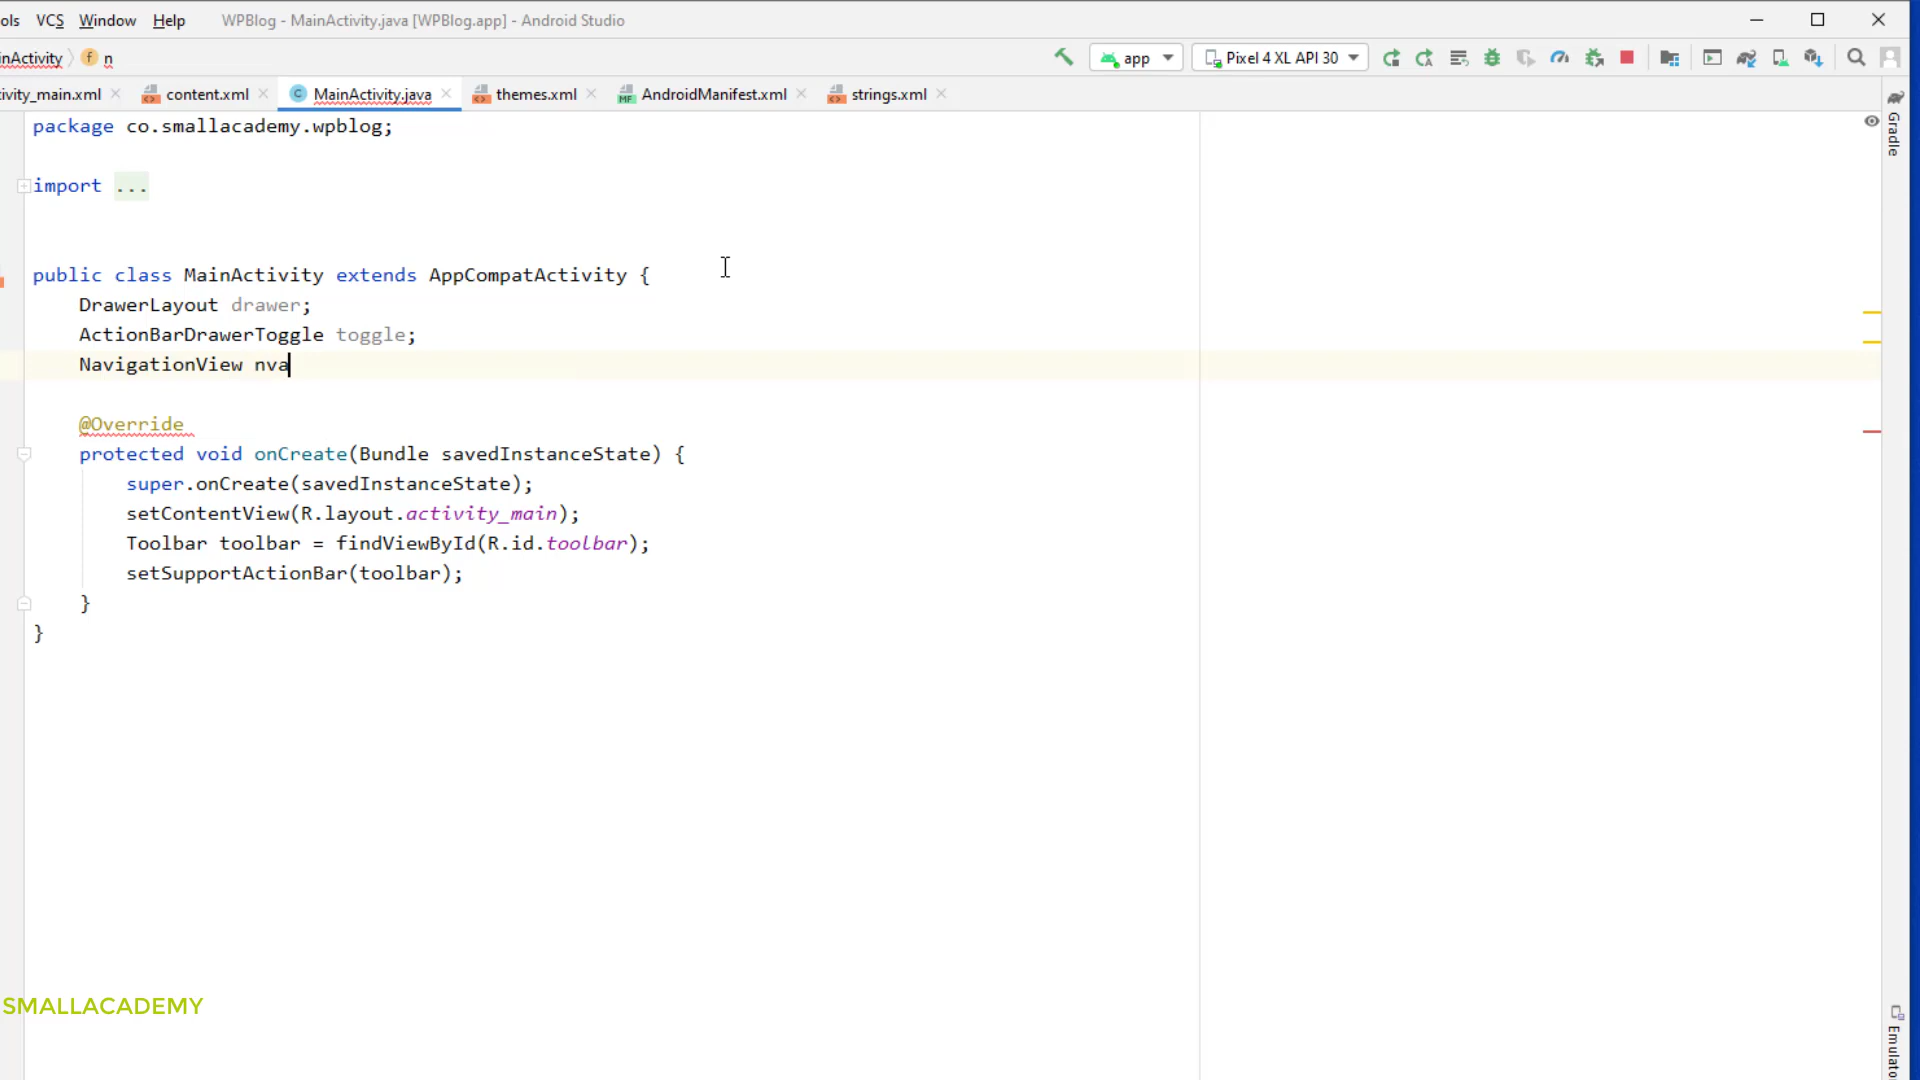 ols VCS Window Help WPBlog - MainActivity.java [WPBlog.app] - Android Studio
inActivity f n app Pixel 4 XL API 30
ivity_main.xml content.xml C MainActivity.java themes.xml MF AndroidManifest.xml strings.xml
Gradle
package co.smallacademy.wpblog;
import ...
public class MainActivity extends AppCompatActivity {
DrawerLayout drawer;
ActionBarDrawerToggle toggle;
NavigationView nva
@Override
protected void onCreate(Bundle savedInstanceState) {
super.onCreate(savedInstanceState);
setContentView(R.layout.activity_main);
Toolbar toolbar = findViewById(R.id.toolbar);
setSupportActionBar(toolbar);
}
}
SMALLACADEMY
Emulato